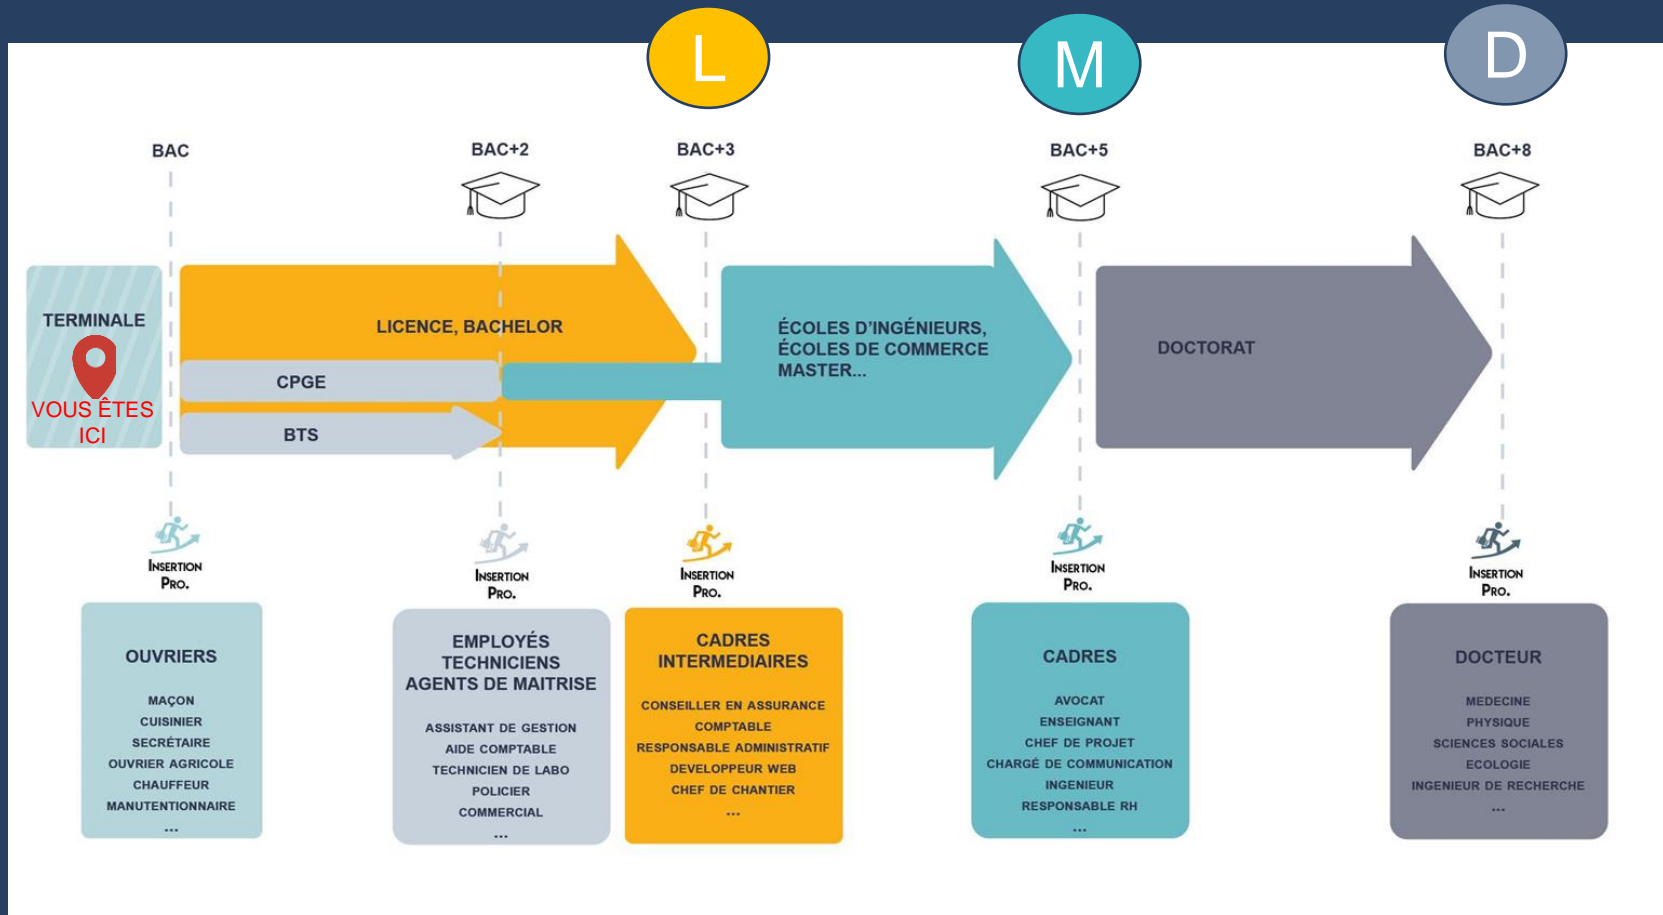 L
M
D
BAC
BAC+2
BAC+3
BAC+5
BAC+8
TERMINALE
VOUS ÊTES
ICI
LICENCE, BACHELOR
CPGE
BTS
ÉCOLES D'INGÉNIEURS,
ÉCOLES DE COMMERCE
MASTER...
DOCTORAT
INSERTION
PRO.
INSERTION
PRO.
INSERTION
PRO.
INSERTION
PRO.
INSERTION
PRO.
OUVRIERS
MAÇON
CUISINIER
SECRÉTAIRE
OUVRIER AGRICOLE
CHAUFFEUR
MANUTENTIONNAIRE
...
EMPLOYÉS
TECHNICIENS
AGENTS DE MAITRISE
ASSISTANT DE GESTION
AIDE COMPTABLE
TECHNICIEN DE LABO
POLICIER
COMMERCIAL
...
CADRES
INTERMEDIAIRES
CONSEILLER EN ASSURANCE
COMPTABLE
RESPONSABLE ADMINISTRATIF
DEVELOPPEUR WEB
CHEF DE CHANTIER
...
CADRES
AVOCAT
ENSEIGNANT
CHEF DE PROJET
CHARGÉ DE COMMUNICATION
INGENIEUR
RESPONSABLE RH
...
DOCTEUR
MEDECINE
PHYSIQUE
SCIENCES SOCIALES
ECOLOGIE
INGENIEUR DE RECHERCHE
...